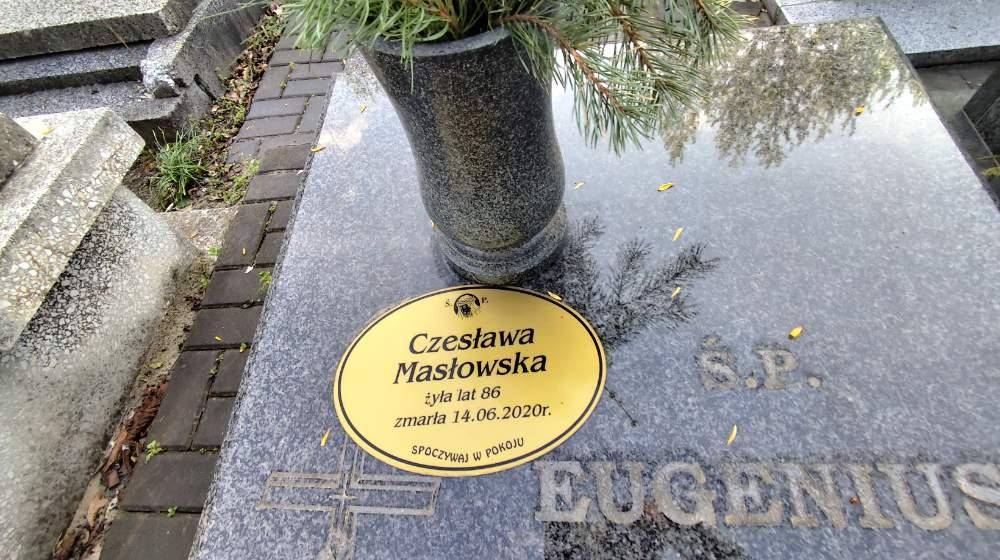 Ś. P.
Czesława
Masłowska
żyła lat 86
zmarła 14.06.2020r.
SPOCZYWAJ W POKOJU
Ś.P.
EUGENIUS